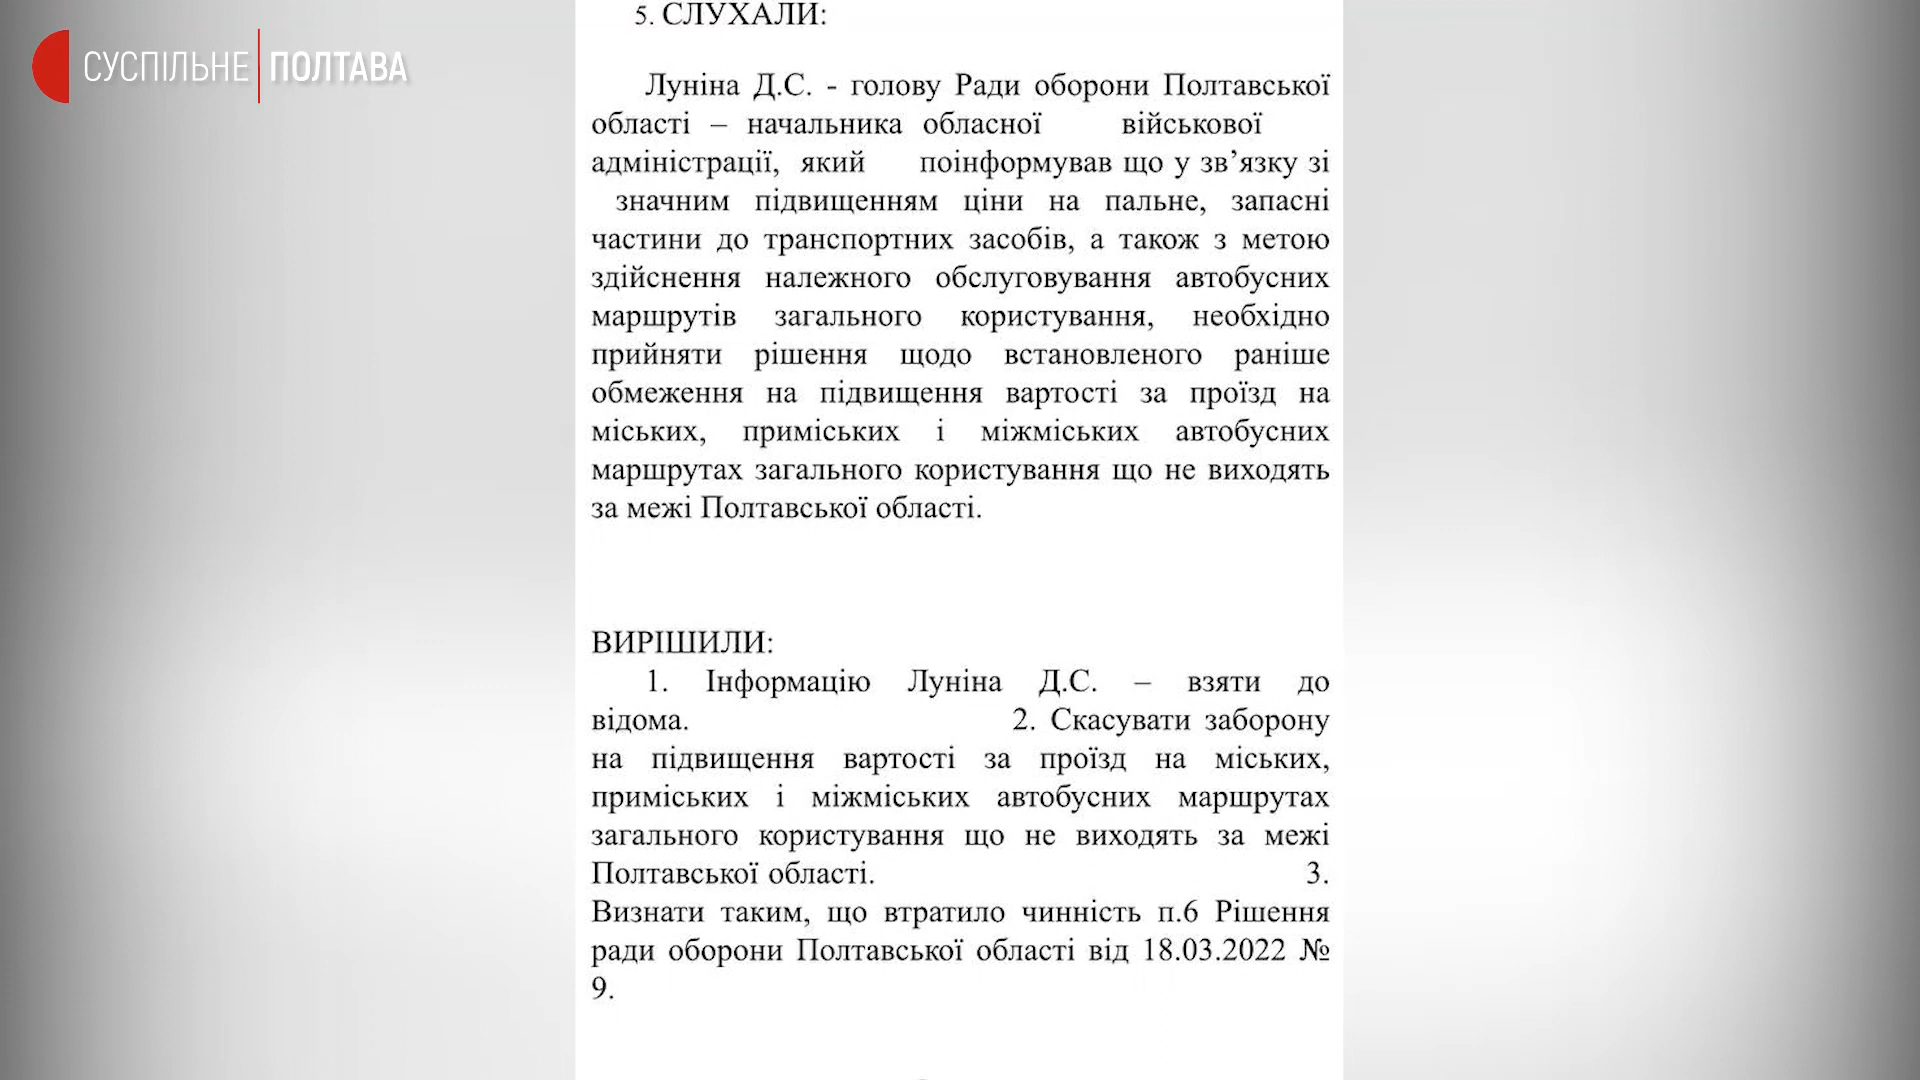 СУСПІЛЬНЕ ПОЛТАВА
5. СЛУХАЛИ:
Луніна Д.С. - голову Ради оборони Полтавської
області – начальника обласної військової
адміністрації, який поінформував що у зв’язку зі
значним підвищенням ціни на пальне, запасні
частини до транспортних засобів, а також з метою
здійснення належного обслуговування автобусних
маршрутів загального користування, необхідно
прийняти рішення щодо встановленого раніше
обмеження на підвищення вартості за проїзд на
міських, приміських і міжміських автобусних
маршрутах загального користування що не виходять
за межі Полтавської області.
ВИРІШИЛИ:
1. Інформацію Луніна Д.С. – взяти до
відома. 2. Скасувати заборону
на підвищення вартості за проїзд на міських,
приміських і міжміських автобусних маршрутах
загального користування що не виходять за межі
Полтавської області. 3.
Визнати таким, що втратило чинність п.6 Рішення
ради оборони Полтавської області від 18.03.2022 №
9.